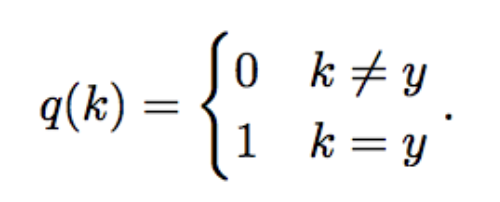 q(k) = { 0 k ≠ y
1 k = y .